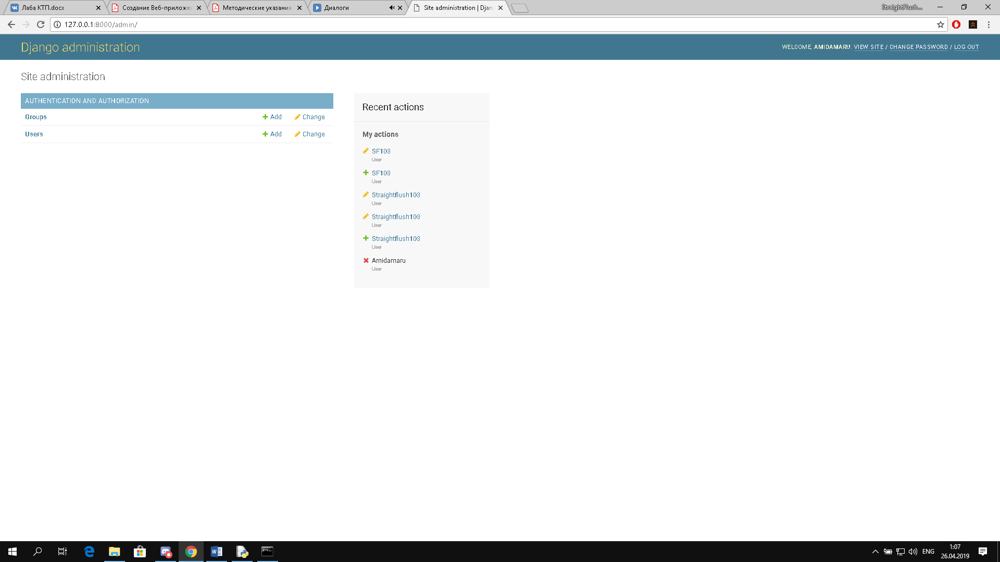 Лаба КТП.docx
Создание Веб-приложе
Методические указания
Диалоги
Site administration | Djan
StraightFlush...
127.0.0.1:8000/admin/
Django administration
WELCOME, AMIDAMARU. VIEW SITE / CHANGE PASSWORD / LOG OUT
Site administration
AUTHENTICATION AND AUTHORIZATION
Groups Add Change
Users Add Change
Recent actions
My actions
SF103
User
SF103
User
Straightflush103
User
Straightflush103
User
Straightflush103
User
Amidamaru
User
ENG
1:07
26.04.2019